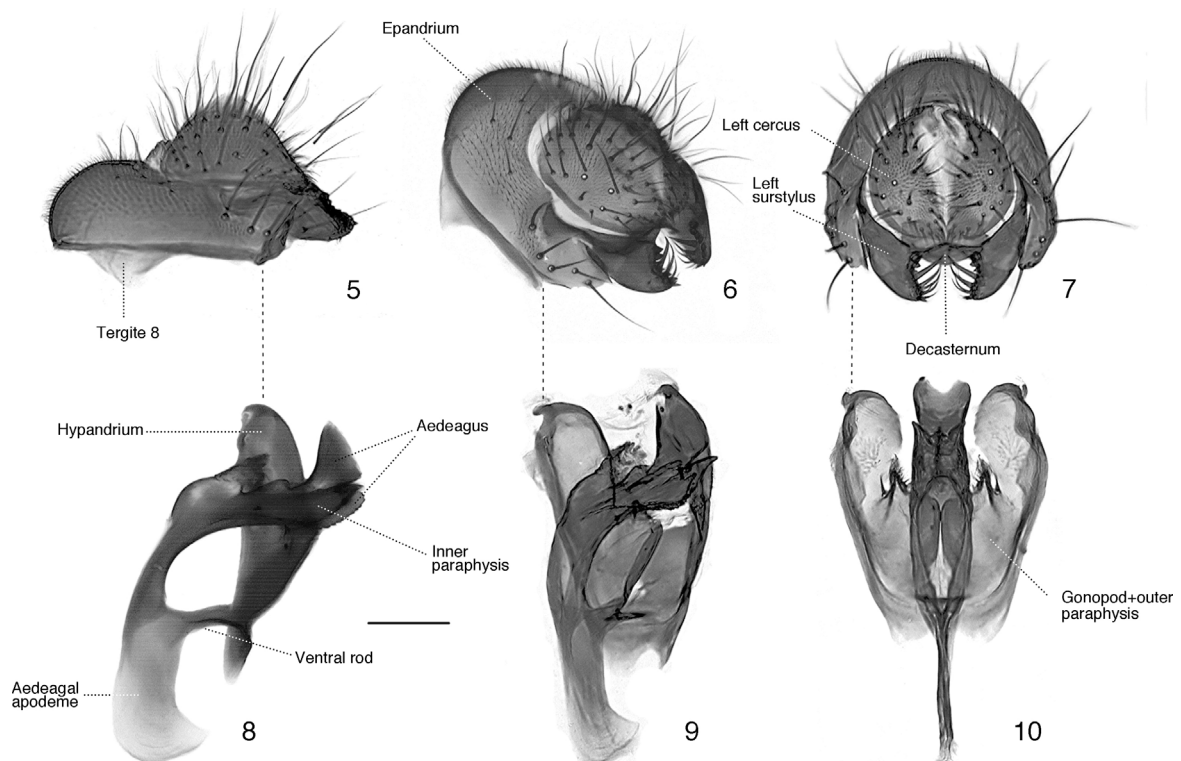 Epandrium
Left cercus
Left
surstylus
5
6
7
Tergite 8
Decasternum
Hypandrium
Aedeagus
Inner
paraphysis
Gonopod+outer
paraphysis
Ventral rod
Aedeagal
apodeme
8
9
10